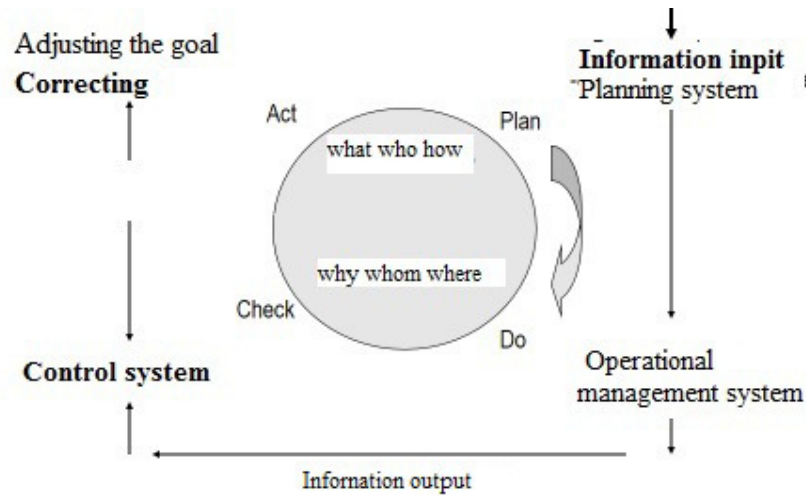 Adjusting the goal
Correcting
Information inpit
Planning system
Act
Plan
what who how
why whom where
Check
Do
Control system
Operational
management system
Infornation output